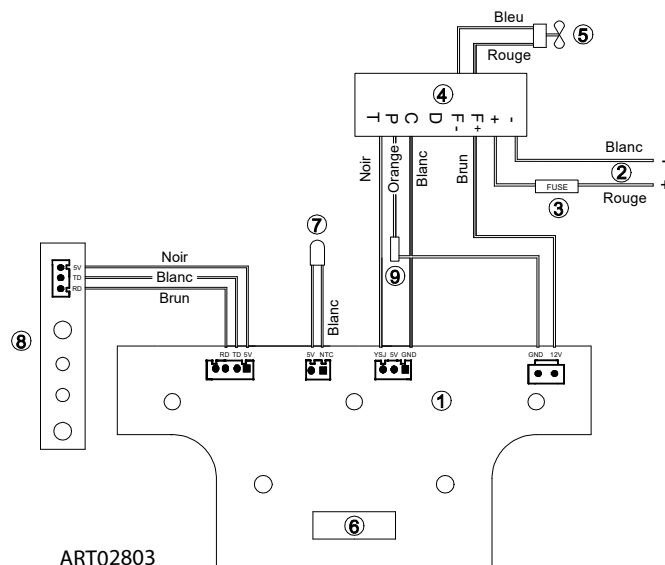 Bleu
⑤
Rouge
④
T P C D F- F+ + -
Noir
Orange
Blanc
Brun
Blanc -
②
FUSE
Rouge +
③
⑦
⑨
Blanc
5V
TD
RD
Noir
Blanc
Brun
⑧
RD TD 5V
5V NTC
YSJ 5V GND
GND 12V
①
⑥
ART02803